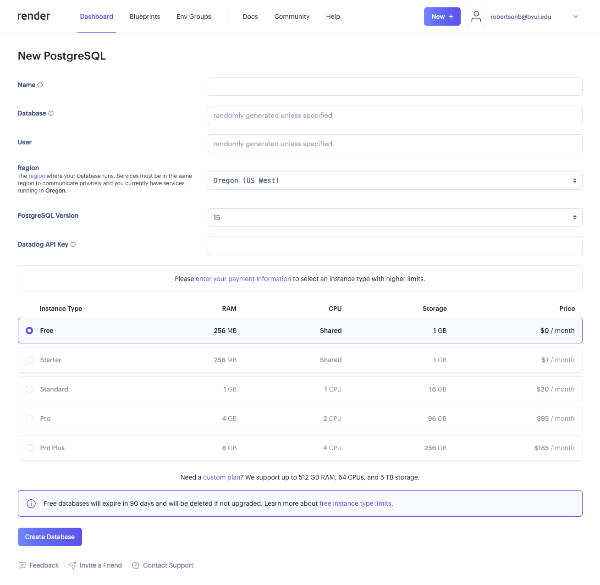 render Dashboard Blueprints Env Groups Docs Community Help New + robertsonb@byui.edu
New PostgreSQL
Name
Database randomly generated unless specified
User randomly generated unless specified
Region
The region where your Database runs. Services must be in the same
region to communicate privately and you currently have services
running in Oregon.
Oregon (US West)
PostgreSQL Version 15
Datadog API Key
Please enter your payment information to select an instance type with higher limits.
Instance Type RAM CPU Storage Price
Free 256 MB Shared 1 GB $0 / month
Starter 256 MB Shared 1 GB $7 / month
Standard 1 GB 1 CPU 16 GB $20 / month
Pro 4 GB 2 CPU 96 GB $95 / month
Pro Plus 8 GB 4 CPU 256 GB $185 / month
Need a custom plan? We support up to 512 GB RAM, 64 CPUs, and 5 TB storage.
Free databases will expire in 90 days and will be deleted if not upgraded. Learn more about free instance type limits.
Create Database
Feedback Invite a Friend Contact Support